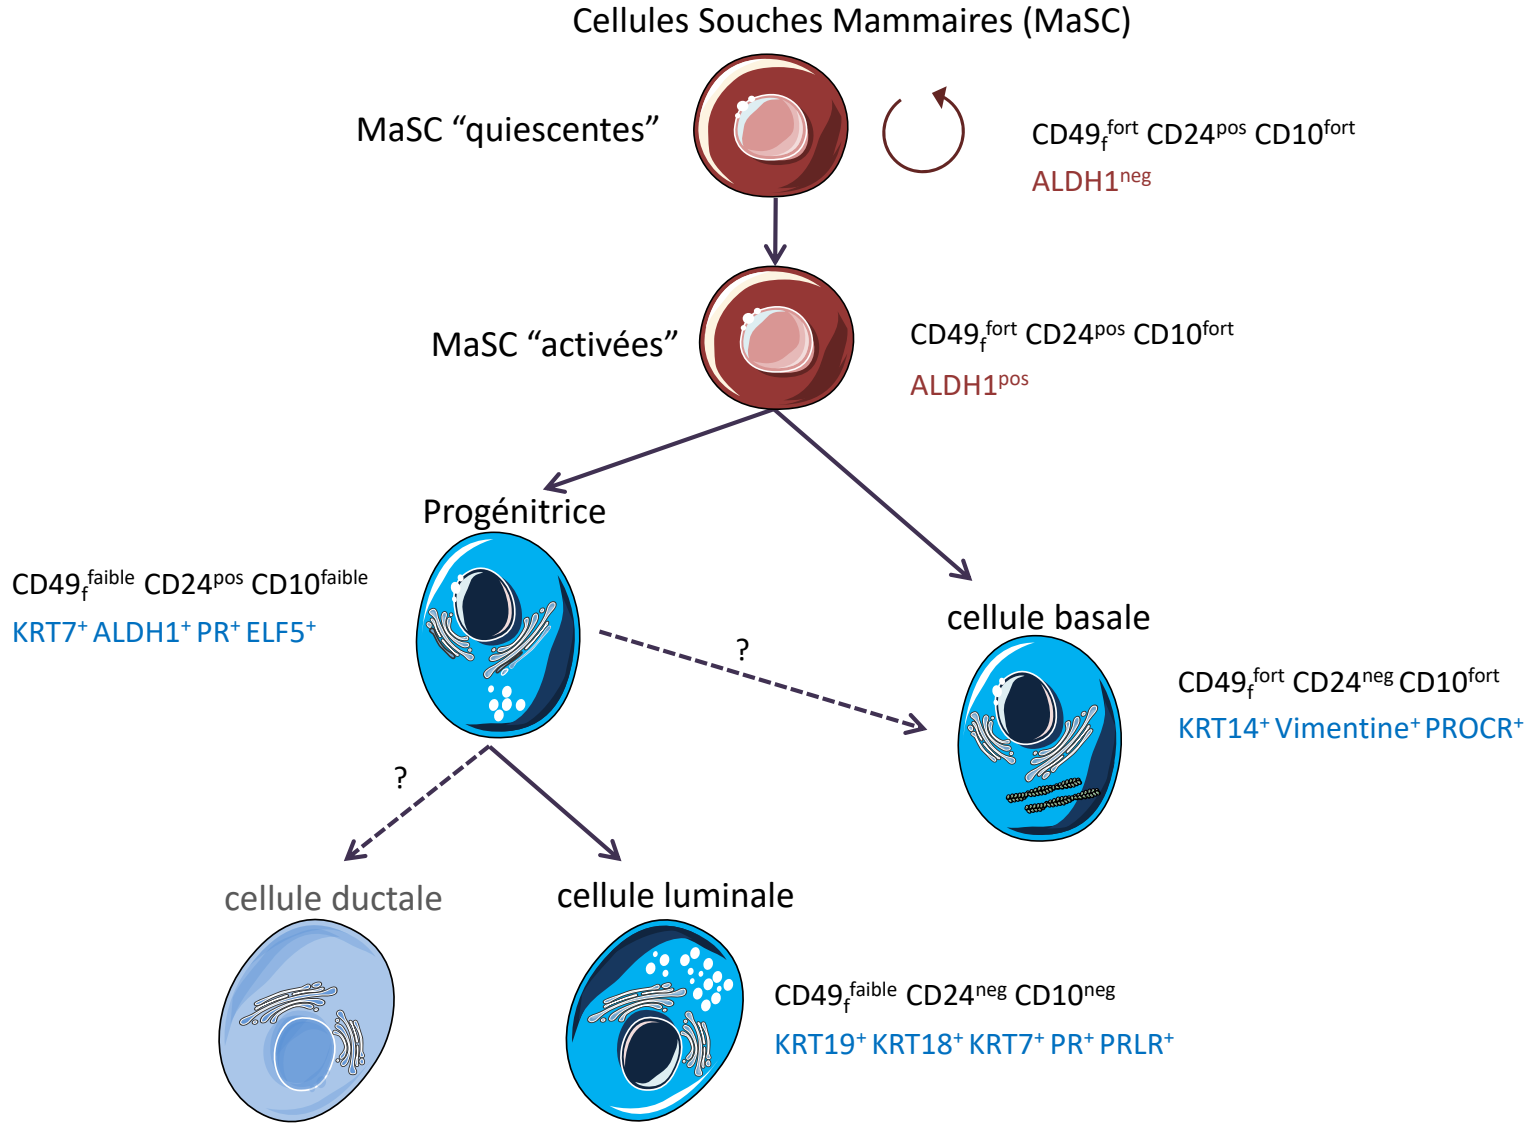 Cellules Souches Mammaires (MaSC)
MaSC “quiescentes”
CD49fᶠᵒʳᵗ CD24ᵖᵒˢ CD10ᶠᵒʳᵗ
ALDH1ⁿᵉᵍ
MaSC “activées”
CD49fᶠᵒʳᵗ CD24ᵖᵒˢ CD10ᶠᵒʳᵗ
ALDH1ᵖᵒˢ
Progénitrice
CD49fᶠᵃⁱᵇˡᵉ CD24ᵖᵒˢ CD10ᶠᵃⁱᵇˡᵉ
KRT7⁺ ALDH1⁺ PR⁺ ELF5⁺
?
cellule basale
CD49fᶠᵒʳᵗ CD24ⁿᵉᵍ CD10ᶠᵒʳᵗ
KRT14⁺ Vimentine⁺ PROCR⁺
?
cellule ductale
cellule luminale
CD49fᶠᵃⁱᵇˡᵉ CD24ⁿᵉᵍ CD10ⁿᵉᵍ
KRT19⁺ KRT18⁺ KRT7⁺ PR⁺ PRLR⁺